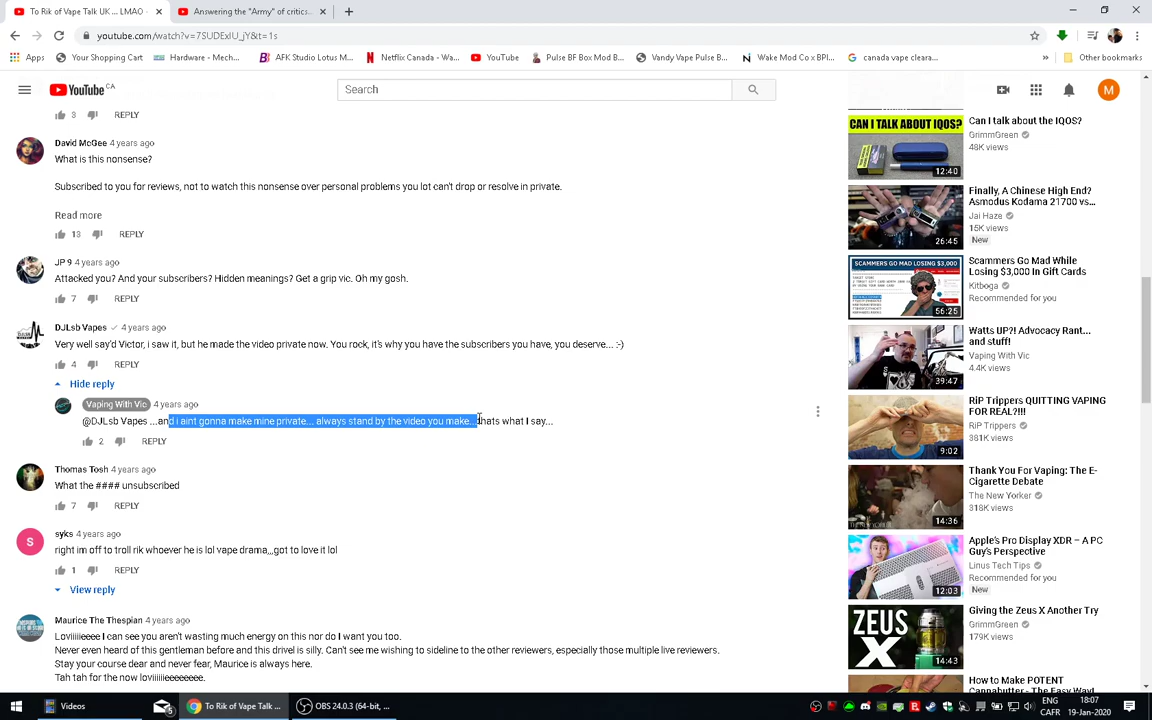 To Rik of Vape Talk UK ... LMAO -
Answering the "Army" of critics...
youtube.com/watch?v=7SUDExIU_jY&t=1s
Apps
Your Shopping Cart
Hardware - Mech...
AFK Studio Lotus M...
Netflix Canada - Wa...
YouTube
Pulse BF Box Mod B...
Vandy Vape Pulse B...
Wake Mod Co x BPI...
canada vape cleara...
»
Other bookmarks
YouTube CA
Search
M
3 REPLY
David McGee 4 years ago
What is this nonsense?
Subscribed to you for reviews, not to watch this nonsense over personal problems you lot can't drop or resolve in private.
Read more
13 REPLY
JP 9 4 years ago
Attacked you? And your subscribers? Hidden meanings? Get a grip vic. Oh my gosh.
7 REPLY
DJLsb Vapes 4 years ago
Very well say'd Victor, i saw it, but he made the video private now. You rock, it's why you have the subscribers you have, you deserve... :-)
4 REPLY
Hide reply
Vaping With Vic 4 years ago
@DJLsb Vapes ...and i aint gonna make mine private... always stand by the video you make...thats what I say...
2 REPLY
Thomas Tosh 4 years ago
What the #### unsubscribed
7 REPLY
S
syks 4 years ago
right im off to troll rik whoever he is lol vape drama,,,got to love it lol
1 REPLY
View reply
Maurice The Thespian 4 years ago
Loviiiiieeee I can see you aren't wasting much energy on this nor do I want you too.
Never even heard of this gentleman before and this drivel is silly. Can't see me wishing to sideline to the other reviewers, especially those multiple live reviewers.
Stay your course dear and never fear, Maurice is always here.
Tah tah for the now loviiiiiieeeeeeee.
CAN I TALK ABOUT IQOS?
12:40
Can I talk about the IQOS?
GrimmGreen
48K views
26:45
Finally, A Chinese High End?
Asmodus Kodama 21700 vs...
Jai Haze
15K views
New
SCAMMERS GO MAD LOSING $3,000
56:25
Scammers Go Mad While
Losing $3,000 In Gift Cards
Kitboga
Recommended for you
39:47
Watts UP?! Advocacy Rant...
and stuff!
Vaping With Vic
4.4K views
9:02
RiP Trippers QUITTING VAPING
FOR REAL?!!!
RiP Trippers
425K views
14:36
Thank You For Vaping: The E-
Cigarette Debate
The New Yorker
318K views
12:03
Apple's Pro Display XDR – A PC
Guy's Perspective
Linus Tech Tips
Recommended for you
New
ZEUS
X
14:43
Giving the Zeus X Another Try
GrimmGreen
179K views
How to Make POTENT
Cannabutter - The Easy Way!
Videos
To Rik of Vape Talk ...
OBS 24.0.3 (64-bit, ...
ENG
CAFR
18:07
19-Jan-2020